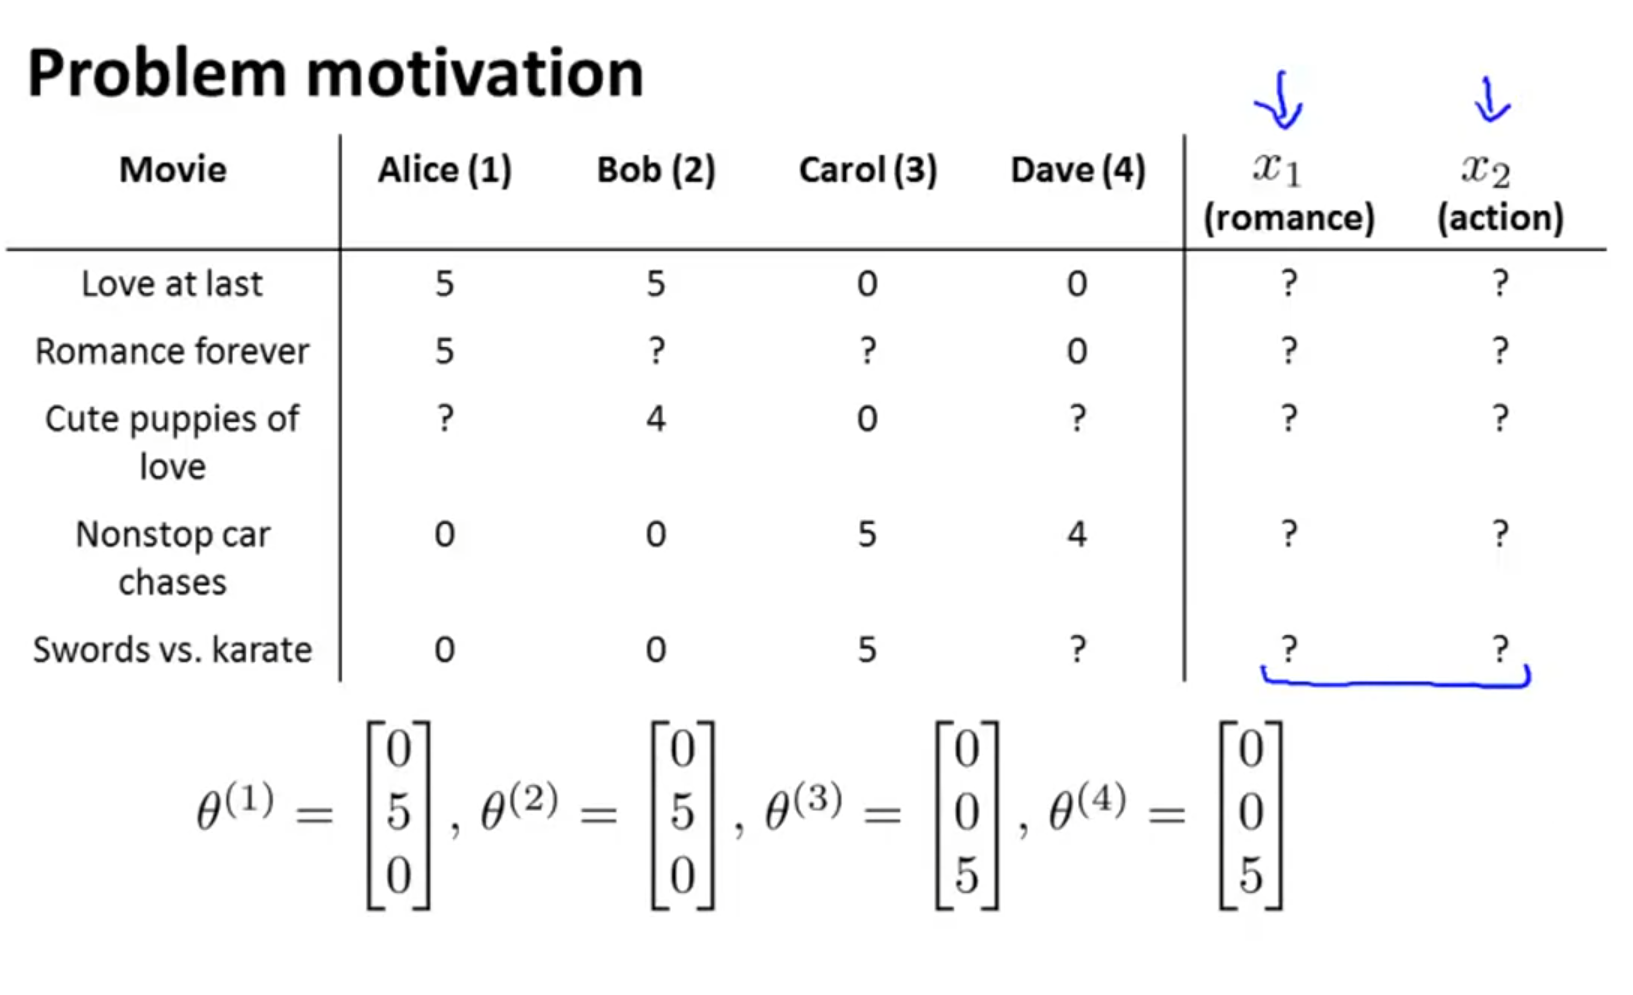 Problem motivation
Movie Alice (1) Bob (2) Carol (3) Dave (4) x₁ x₂
(romance) (action)
Love at last 5 5 0 0 ? ?
Romance forever 5 ? ? 0 ? ?
Cute puppies of ? 4 0 ? ? ?
love
Nonstop car 0 0 5 4 ? ?
chases
Swords vs. karate 0 0 5 ? ? ?
θ⁽¹⁾ = [0 5 0], θ⁽²⁾ = [0 5 0], θ⁽³⁾ = [0 0 5], θ⁽⁴⁾ = [0 0 5]